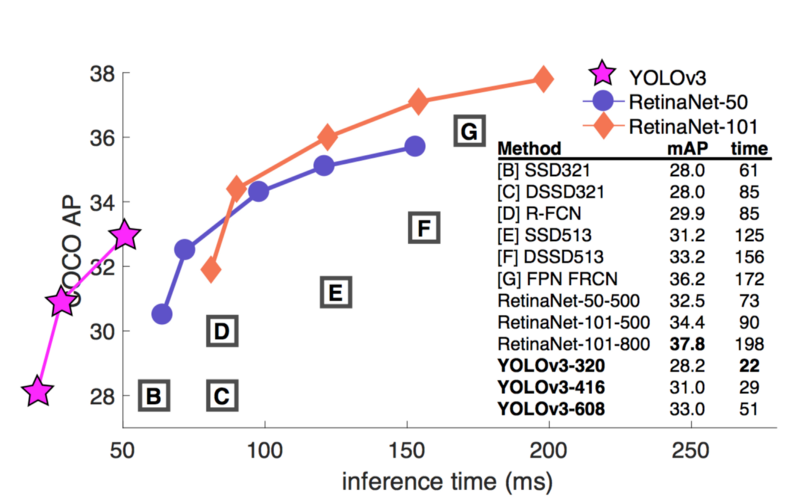 38
36
34
32
30
28
COCO AP
50
100
150
200
250
inference time (ms)
B
C
D
E
F
G
YOLOv3
RetinaNet-50
RetinaNet-101
Method mAP time
[B] SSD321 28.0 61
[C] DSSD321 28.0 85
[D] R-FCN 29.9 85
[E] SSD513 31.2 125
[F] DSSD513 33.2 156
[G] FPN FRCN 36.2 172
RetinaNet-50-500 32.5 73
RetinaNet-101-500 34.4 90
RetinaNet-101-800 37.8 198
YOLOv3-320 28.2 22
YOLOv3-416 31.0 29
YOLOv3-608 33.0 51